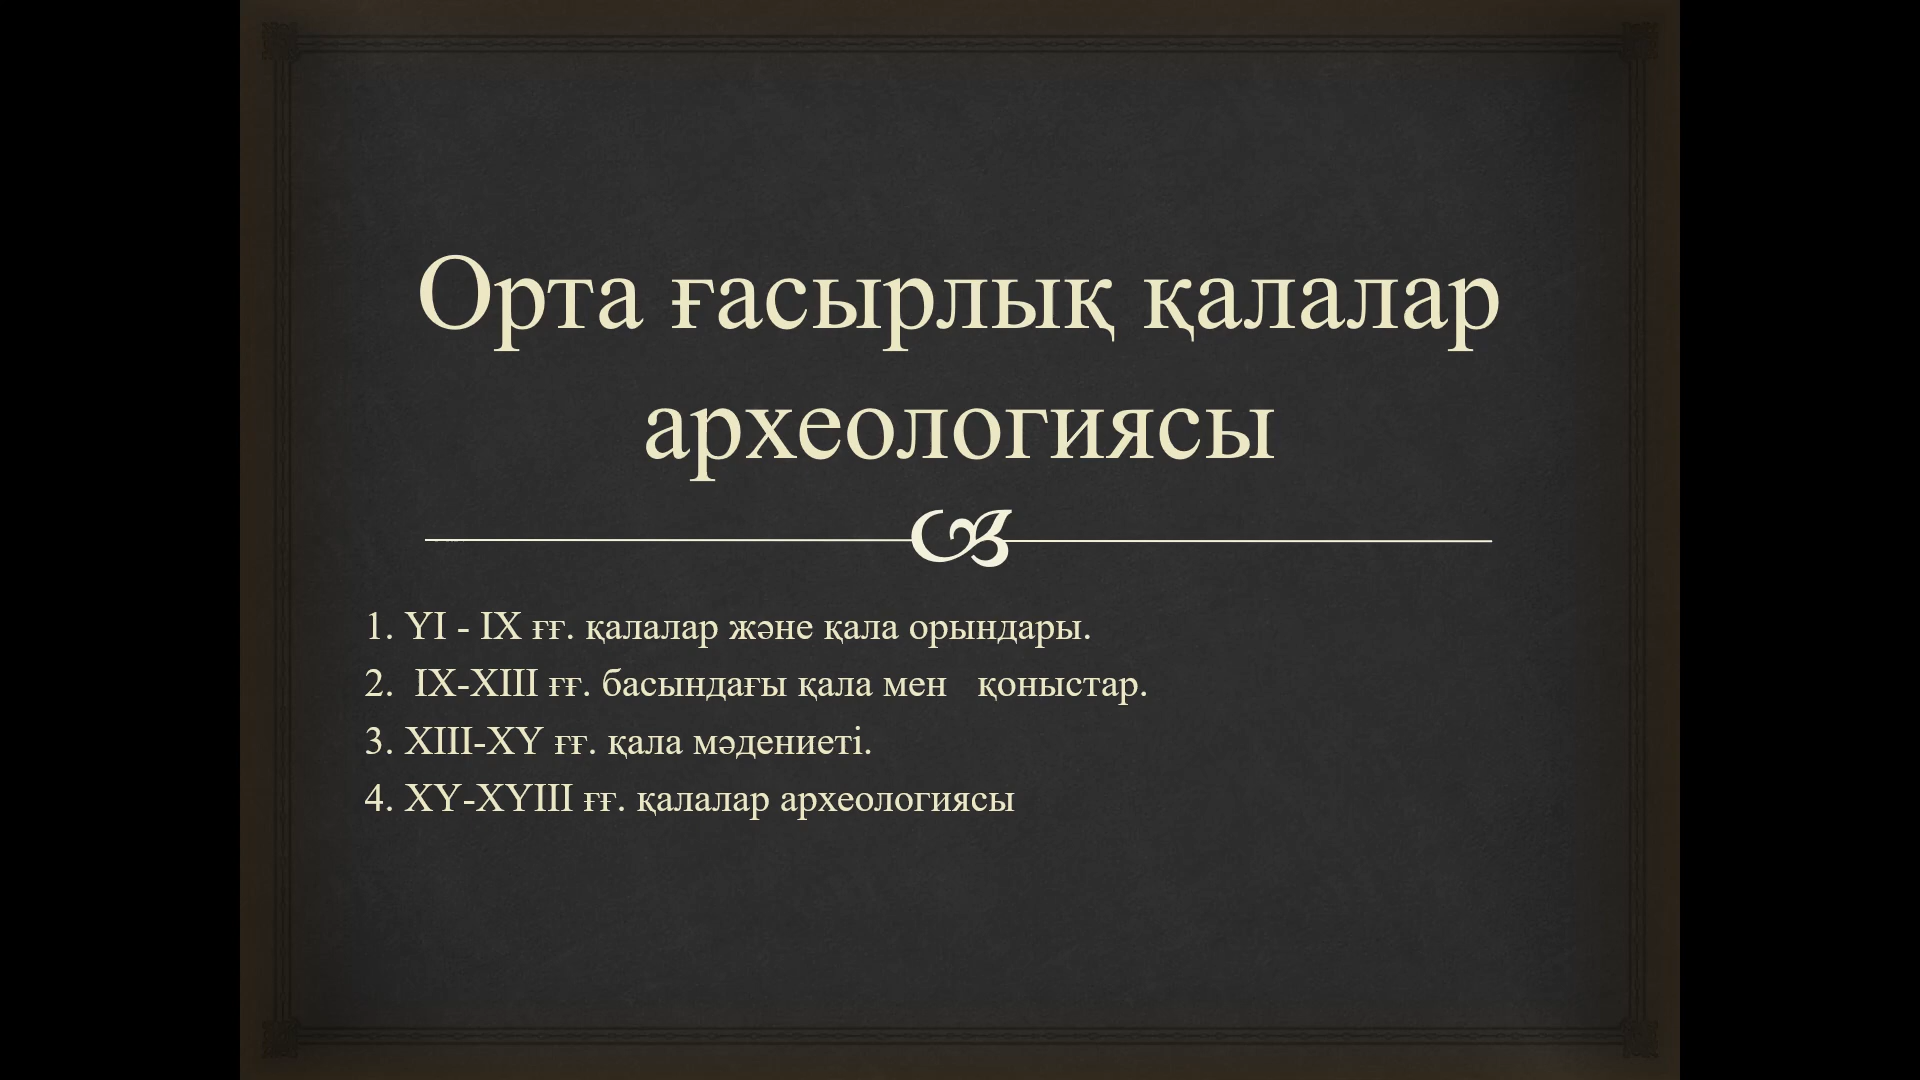 Орта ғасырлық қалалар
археологиясы
1. YI - IX ғғ. қалалар және қала орындары.
2.  IX-XIII ғғ. басындағы қала мен   қоныстар.
3. XIII-XY ғғ. қала мәдениеті.
4. XY-XYIII ғғ. қалалар археологиясы